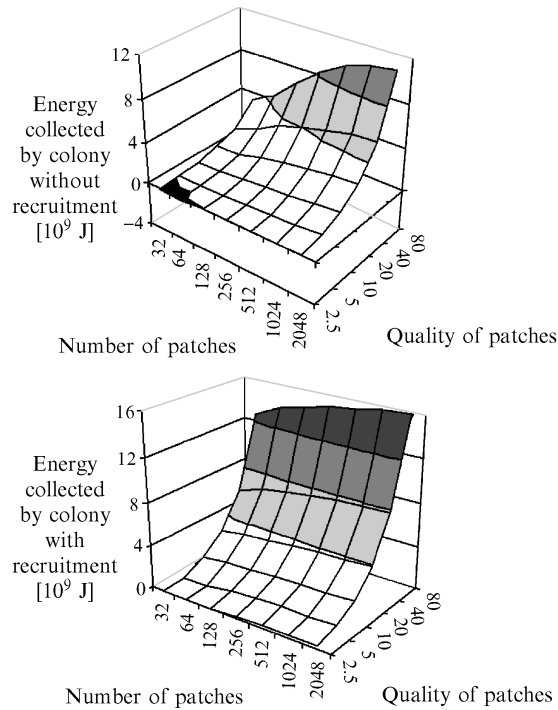 12
8
4
0
−4
Energy
collected
by colony
without
recruitment
[10⁹ J]
32
64
128
256
512
1024
2048
2.5
5
10
20
40
80
Number of patches
Quality of patches
16
12
8
4
0
Energy
collected
by colony
with
recruitment
[10⁹ J]
32
64
128
256
512
1024
2048
2.5
5
10
20
40
80
Number of patches
Quality of patches